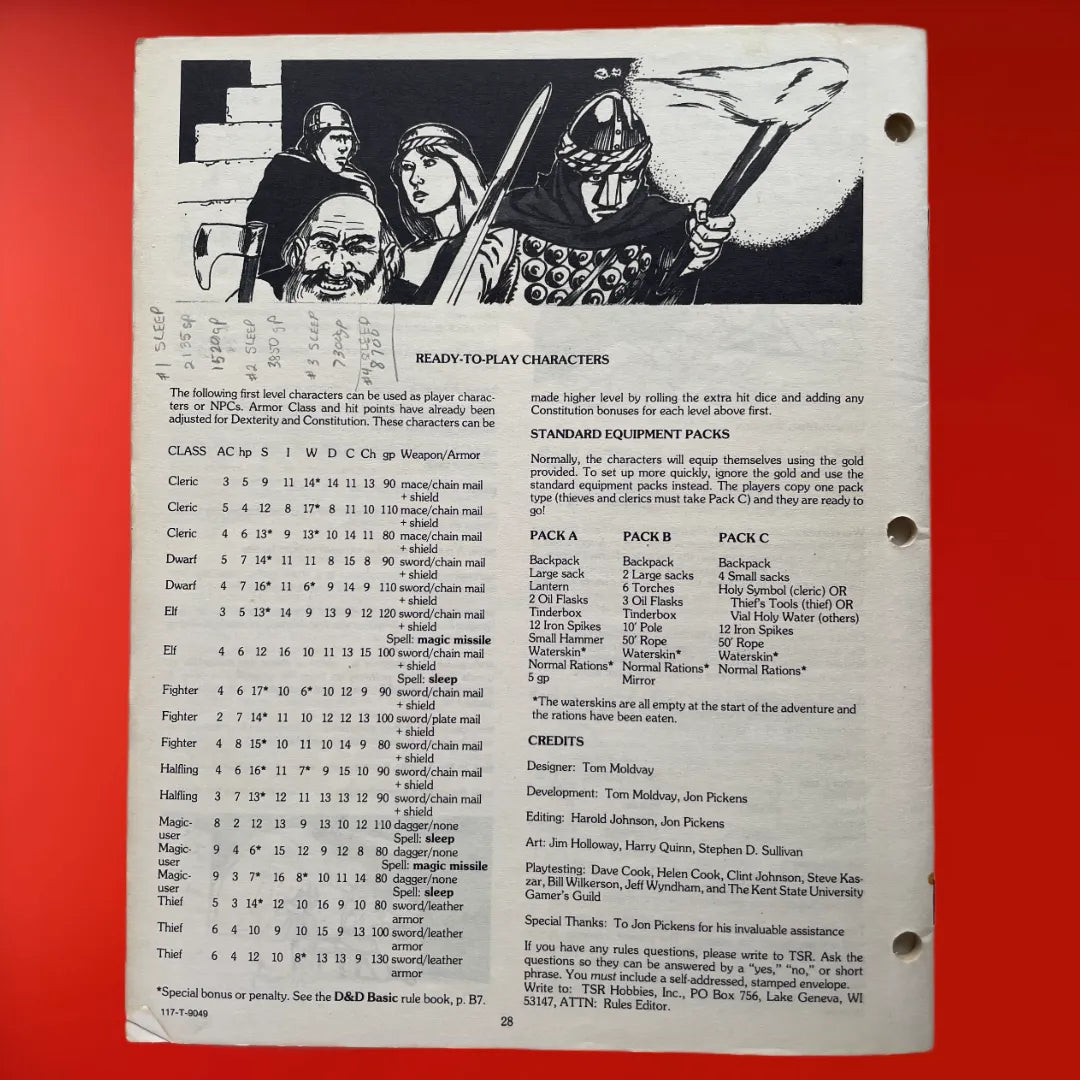 #1 SLEEP
2135 gp
1520 gp
#2 SLEEP
3850 gp
#3 SLEEP
7300 gp
#4 SLEEP
8700
READY-TO-PLAY CHARACTERS
The following first level characters can be used as player charac-
ters or NPCs. Armor Class and hit points have already been
adjusted for Dexterity and Constitution. These characters can be
CLASS AC hp S I W D C Ch gp Weapon/Armor
Cleric 3 5 9 11 14* 14 11 13 90 mace/chain mail
+ shield
Cleric 5 4 12 8 17* 8 11 10 110 mace/chain mail
+ shield
Cleric 4 6 13* 9 13* 10 14 11 80 mace/chain mail
+ shield
Dwarf 5 7 14* 11 11 8 15 8 90 sword/chain mail
+ shield
Dwarf 4 7 16* 11 6* 9 14 9 110 sword/chain mail
+ shield
Elf 3 5 13* 14 9 13 9 12 120 sword/chain mail
+ shield
Spell: magic missile
Elf 4 6 12 16 10 11 13 15 100 sword/chain mail
+ shield
Spell: sleep
Fighter 4 6 17* 10 6* 10 12 9 90 sword/chain mail
+ shield
Fighter 2 7 14* 11 10 12 12 13 100 sword/plate mail
+ shield
Fighter 4 8 15* 10 11 10 14 9 80 sword/chain mail
+ shield
Halfling 4 6 16* 11 7* 9 15 10 90 sword/chain mail
+ shield
Halfling 3 7 13* 12 11 13 13 12 90 sword/chain mail
+ shield
Magic- 8 2 12 13 9 13 10 12 110 dagger/none
user Spell: sleep
Magic- 9 4 6* 15 12 9 12 8 80 dagger/none
user Spell: magic missile
Magic- 9 3 7* 16 8* 10 11 14 80 dagger/none
user Spell: sleep
Thief 5 3 14* 12 10 16 9 10 80 sword/leather
armor
Thief 6 4 10 9 10 15 9 13 100 sword/leather
armor
Thief 6 4 12 10 8* 13 13 9 130 sword/leather
armor
*Special bonus or penalty. See the D&D Basic rule book, p. B7.
117-T-9049
made higher level by rolling the extra hit dice and adding any
Constitution bonuses for each level above first.
STANDARD EQUIPMENT PACKS
Normally, the characters will equip themselves using the gold
provided. To set up more quickly, ignore the gold and use the
standard equipment packs instead. The players copy one pack
type (thieves and clerics must take Pack C) and they are ready to
go!
PACK A
Backpack
Large sack
Lantern
2 Oil Flasks
Tinderbox
12 Iron Spikes
Small Hammer
Waterskin*
Normal Rations*
5 gp
PACK B
Backpack
2 Large sacks
6 Torches
3 Oil Flasks
Tinderbox
10' Pole
50' Rope
Waterskin*
Normal Rations*
Mirror
PACK C
Backpack
4 Small sacks
Holy Symbol (cleric) OR
Thief's Tools (thief) OR
Vial Holy Water (others)
12 Iron Spikes
50' Rope
Waterskin*
Normal Rations*
*The waterskins are all empty at the start of the adventure and
the rations have been eaten.
CREDITS
Designer: Tom Moldvay
Development: Tom Moldvay, Jon Pickens
Editing: Harold Johnson, Jon Pickens
Art: Jim Holloway, Harry Quinn, Stephen D. Sullivan
Playtesting: Dave Cook, Helen Cook, Clint Johnson, Steve Kas-
zar, Bill Wilkerson, Jeff Wyndham, and The Kent State University
Gamer's Guild
Special Thanks: To Jon Pickens for his invaluable assistance
If you have any rules questions, please write to TSR. Ask the
questions so they can be answered by a "yes," "no," or short
phrase. You must include a self-addressed, stamped envelope.
Write to: TSR Hobbies, Inc., PO Box 756, Lake Geneva, WI
53147, ATTN: Rules Editor.
28